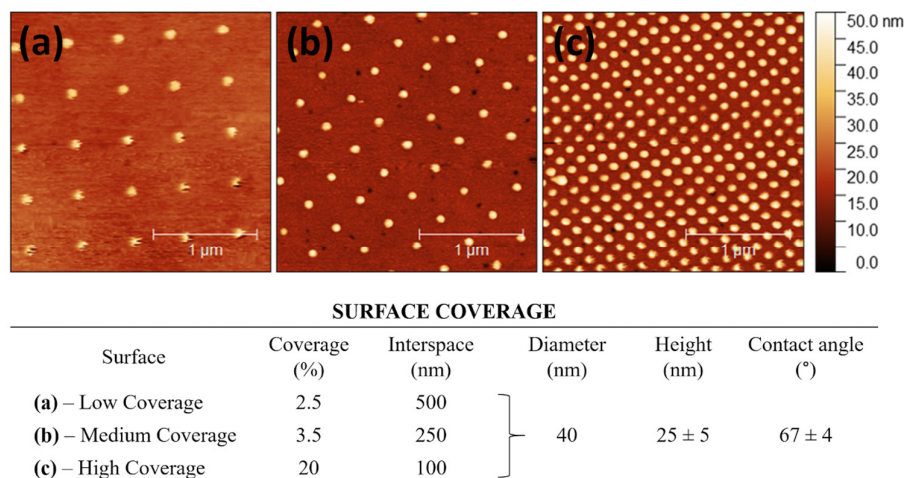 (a) (b) (c)
50.0 nm
45.0
40.0
35.0
30.0
25.0
20.0
15.0
10.0
0.0
1 µm 1 µm 1 µm
SURFACE COVERAGE
Surface Coverage (%) Interspace (nm) Diameter (nm) Height (nm) Contact angle (°)
(a) – Low Coverage 2.5 500
(b) – Medium Coverage 3.5 250 40 25 ± 5 67 ± 4
(c) – High Coverage 20 100